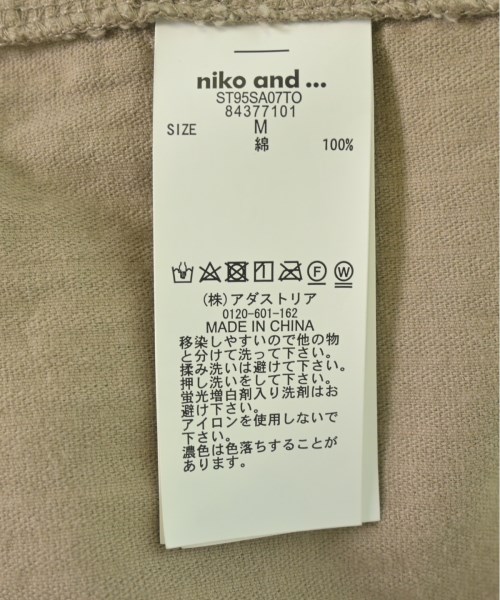 niko and ...
ST95SA07TO
84377101
SIZE M
綿 100%
F W
(株)アダストリア
0120-601-162
MADE IN CHINA
移染しやすいので他の物
と分けて洗って下さい。
揉み洗いは避けて下さい。
押し洗いをして下さい。
蛍光増白剤入り洗剤はお
避け下さい。
アイロンを使用しないで
下さい。
濃色は色落ちすることが
あります。